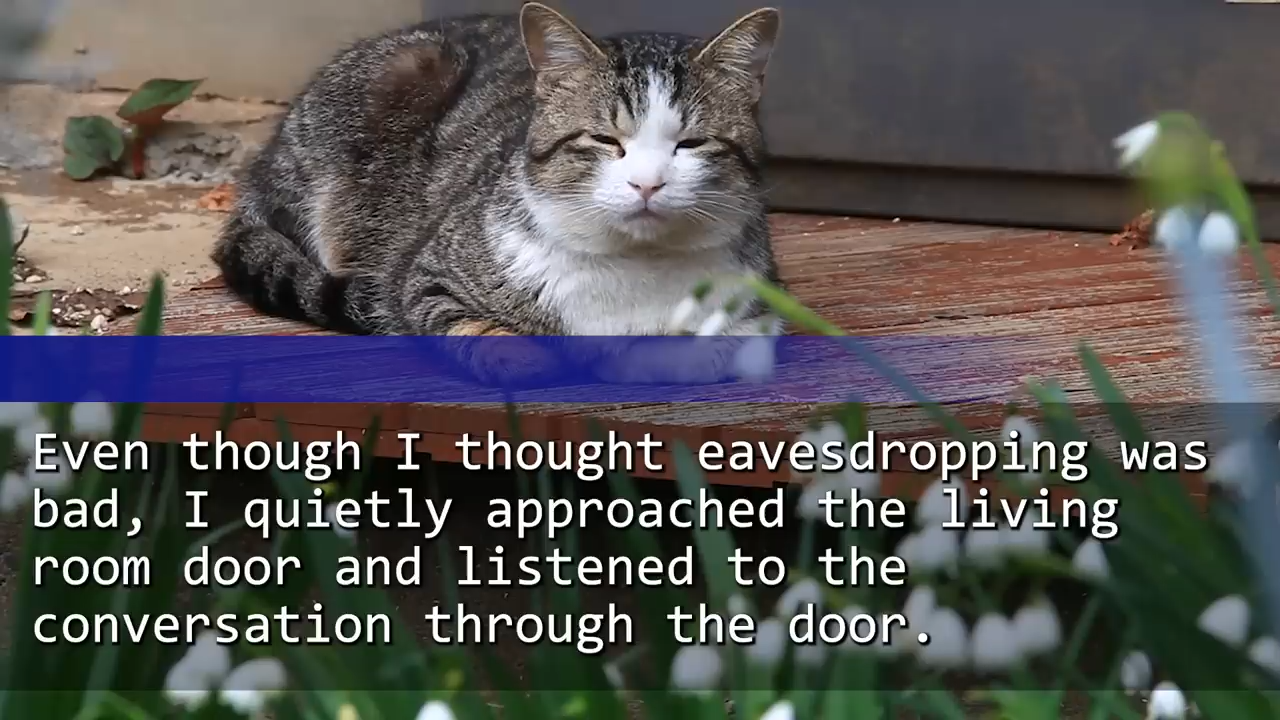 Even though I thought eavesdropping was
bad, I quietly approached the living
room door and listened to the
conversation through the door.